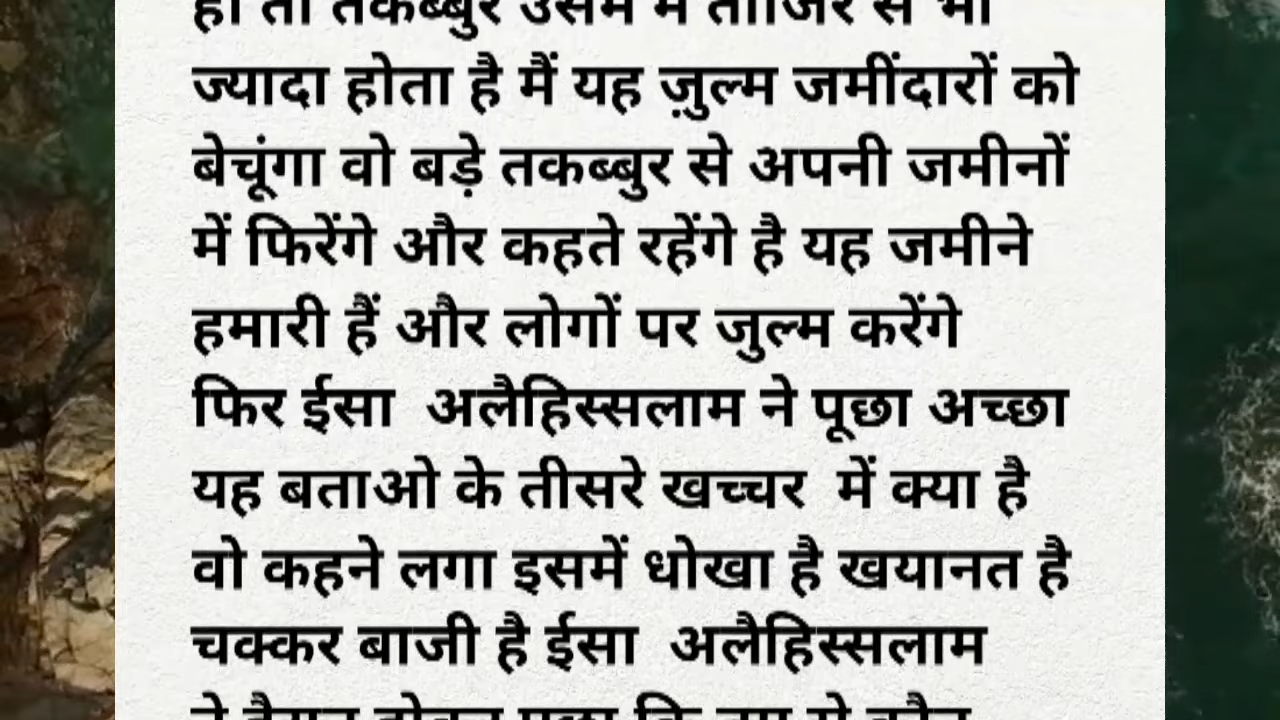 ज्यादा होता है मैं यह ज़ुल्म जमींदारों को
बेचूंगा वो बड़े तकब्बुर से अपनी जमीनों
में फिरेंगे और कहते रहेंगे है यह जमीने
हमारी हैं और लोगों पर जुल्म करेंगे
फिर ईसा अलैहिस्सलाम ने पूछा अच्छा
यह बताओ के तीसरे खच्चर में क्या है
वो कहने लगा इसमें धोखा है खयानत है
चक्कर बाजी है ईसा अलैहिस्सलाम